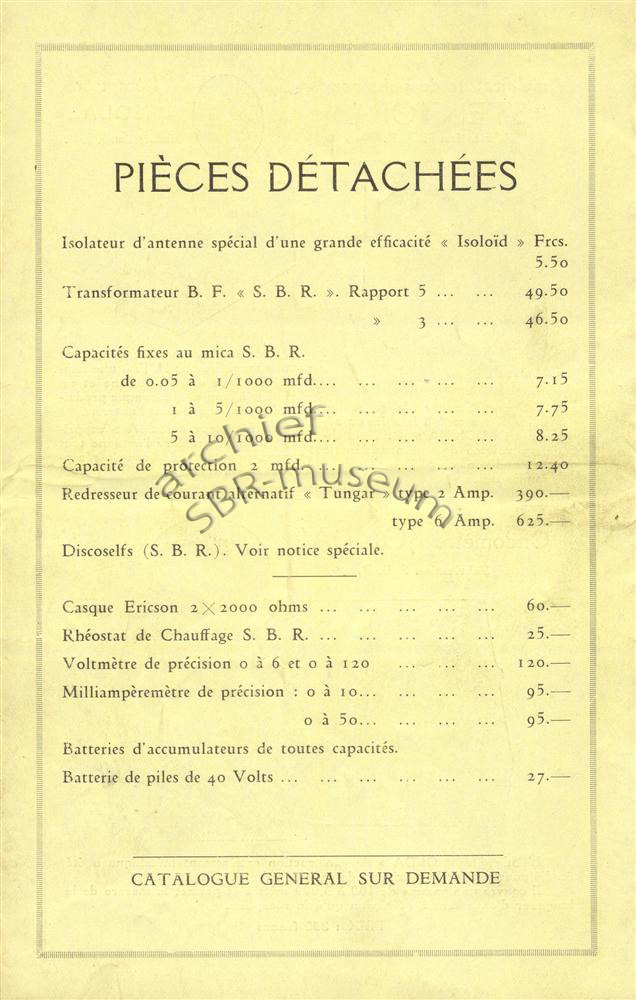 PIÈCES DÉTACHÉES
Isolateur d'antenne spécial d'une grande efficacité « Isoloïd » Frcs.
5.50
Transformateur B. F. « S. B. R. ». Rapport 5 ... ... 49.50
» 3 ... ... 46.50
Capacités fixes au mica S. B. R.
de 0.05 à 1/1000 mfd.... ... ... ... ... 7.15
1 à 5/1000 mfd.... ... ... ... ... 7.75
5 à 10/1000 mfd.... ... ... ... ... 8.25
Capacité de protection 2 mfd. ... ... ... ... ... 12.40
Redresseur de courant alternatif « Tungar » type 2 Amp. 390.—
type 6 Amp. 625.—
Discoselfs (S. B. R.). Voir notice spéciale.
Casque Ericson 2×2000 ohms ... ... ... ... ... 60.—
Rhéostat de Chauffage S. B. R. ... ... ... ... ... 25.—
Voltmètre de précision 0 à 6 et 0 à 120 ... ... ... 120.—
Milliampèremètre de précision : 0 à 10... ... ... ... 95.—
0 à 50... ... ... ... 95.—
Batteries d'accumulateurs de toutes capacités.
Batterie de piles de 40 Volts ... ... ... ... ... ... 27.—
CATALOGUE GENERAL SUR DEMANDE
archief
SBR-museum